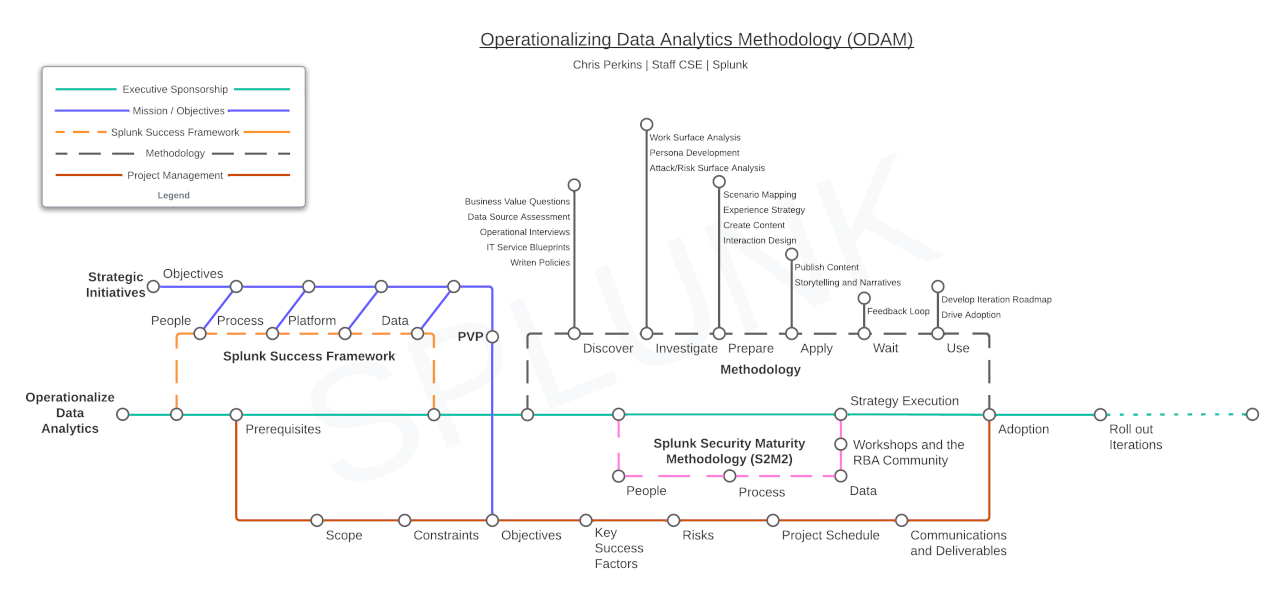 Operationalizing Data Analytics Methodology (ODAM)
Chris Perkins | Staff CSE | Splunk
Executive Sponsorship
Mission / Objectives
Splunk Success Framework
Methodology
Project Management
Legend
Work Surface Analysis
Persona Development
Attack/Risk Surface Analysis
Business Value Questions
Data Source Assessment
Operational Interviews
IT Service Blueprints
Writen Policies
Scenario Mapping
Experience Strategy
Create Content
Interaction Design
Publish Content
Storytelling and Narratives
Feedback Loop
Develop Iteration Roadmap
Drive Adoption
Strategic
Initiatives
Objectives
People
Process
Platform
Data
Splunk Success Framework
PVP
Discover
Investigate
Prepare
Apply
Wait
Use
Methodology
Operationalize
Data
Analytics
Prerequisites
Strategy Execution
Adoption
Roll out
Iterations
Splunk Security Maturity
Methodology (S2M2)
Workshops and the
RBA Community
People
Process
Data
Scope
Constraints
Objectives
Key
Success
Factors
Risks
Project Schedule
Communications
and Deliverables
SPLUNK